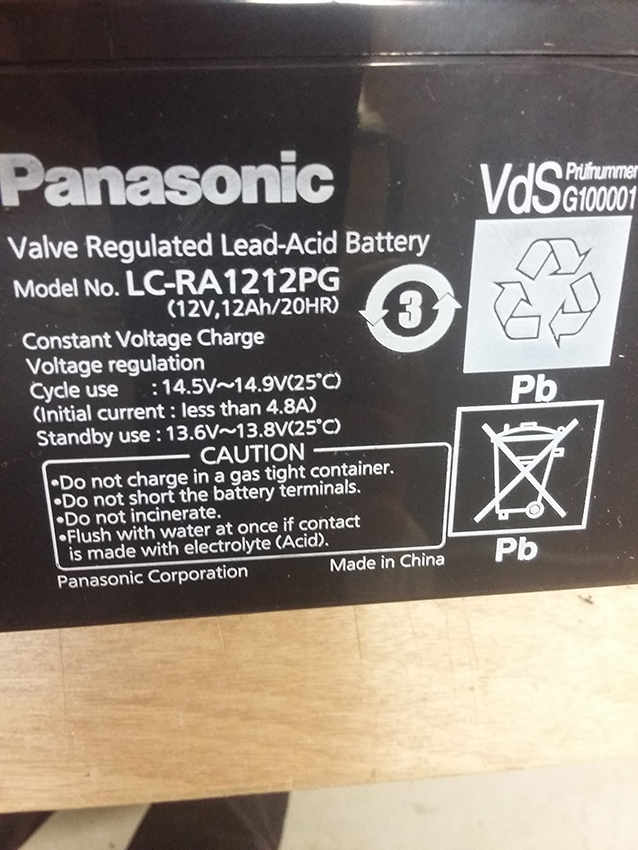 Panasonic
VdS Prüfnummer
G100001
Valve Regulated Lead-Acid Battery
Model No. LC-RA1212PG
(12V,12Ah/20HR)
3
Constant Voltage Charge
Voltage regulation
Cycle use : 14.5V～14.9V(25℃)
(Initial current : less than 4.8A)
Standby use : 13.6V～13.8V(25℃)
Pb
CAUTION
•Do not charge in a gas tight container.
•Do not short the battery terminals.
•Do not incinerate.
•Flush with water at once if contact
is made with electrolyte (Acid).
Pb
Panasonic Corporation
Made in China